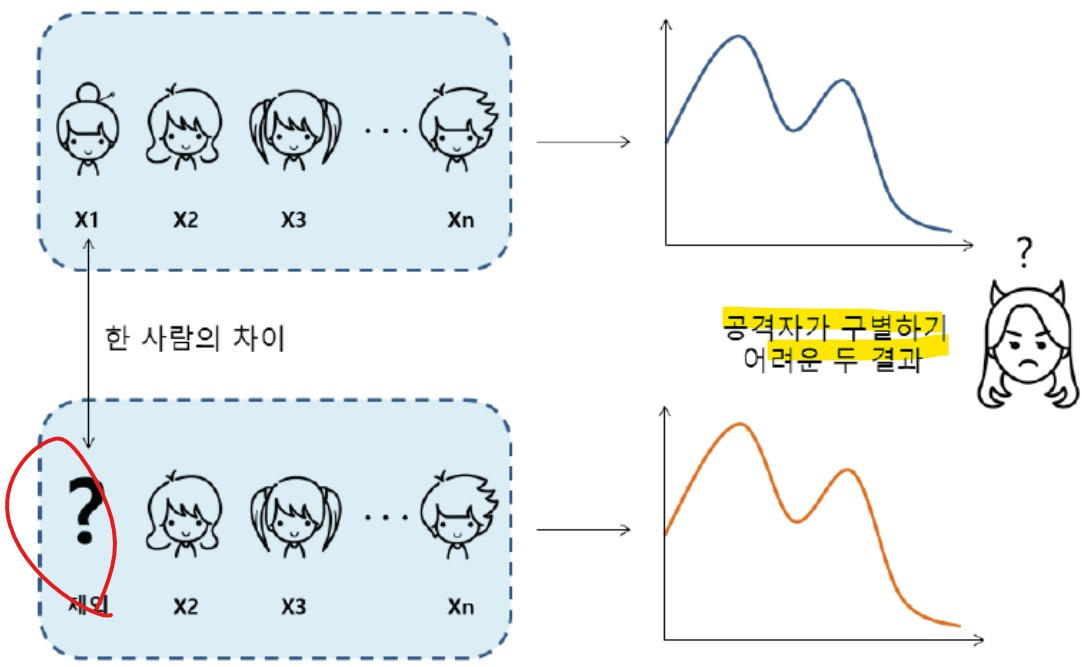 X1 X2 X3 ... Xn
?
한 사람의 차이
공격자가 구별하기
어려운 두 결과
?
제외 X2 X3 ... Xn